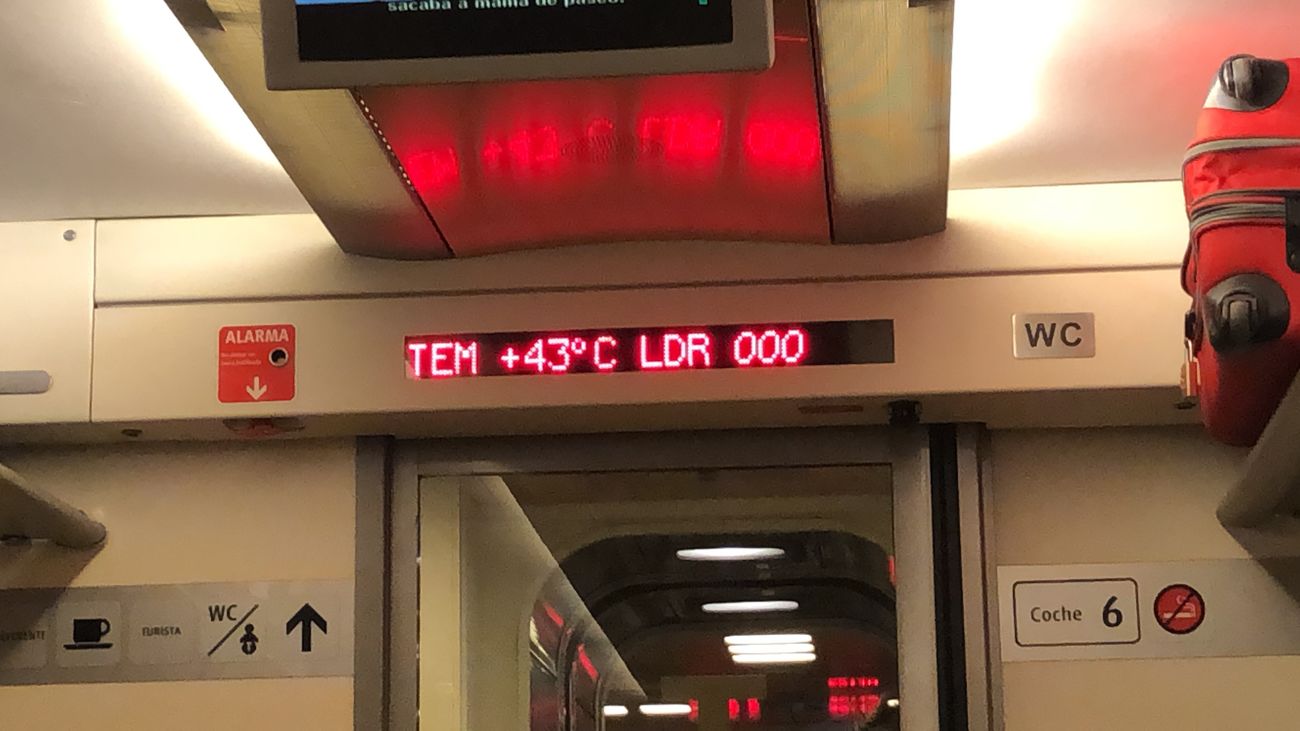 sacaba a mamá de paseo.
ALARMA
TEM +43°C LDR 000
WC
TURISTA
WC
Coche 6